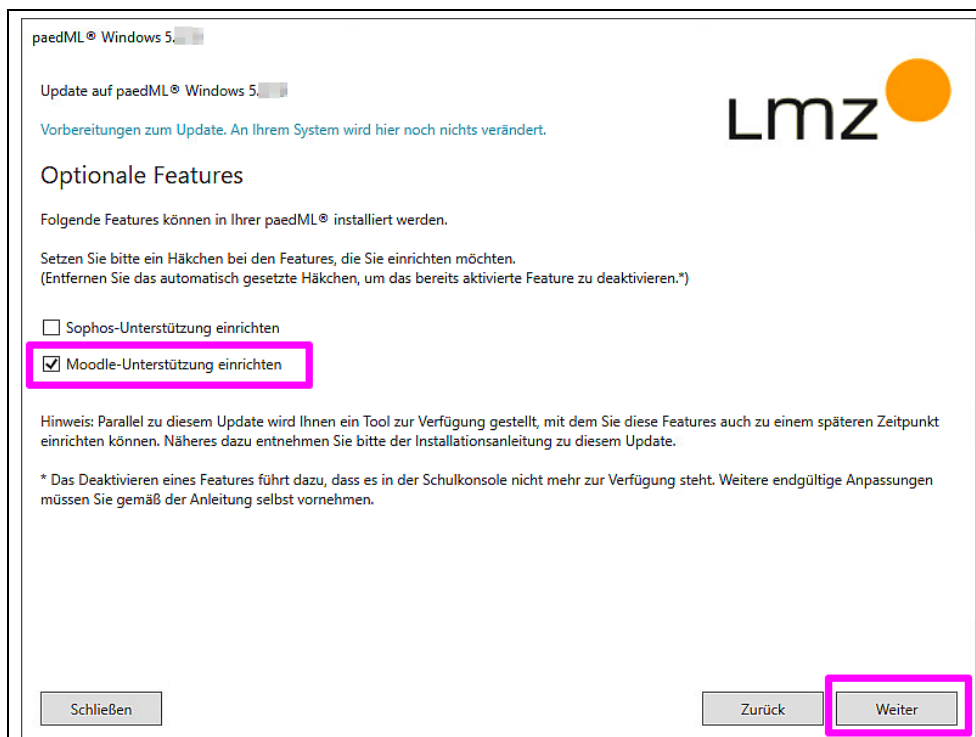 paedML® Windows 5.
Update auf paedML® Windows 5.
LMZ
Vorbereitungen zum Update. An Ihrem System wird hier noch nichts verändert.
Optionale Features
Folgende Features können in Ihrer paedML® installiert werden.
Setzen Sie bitte ein Häkchen bei den Features, die Sie einrichten möchten.
(Entfernen Sie das automatisch gesetzte Häkchen, um das bereits aktivierte Feature zu deaktivieren.*)
Sophos-Unterstützung einrichten
Moodle-Unterstützung einrichten
Hinweis: Parallel zu diesem Update wird Ihnen ein Tool zur Verfügung gestellt, mit dem Sie diese Features auch zu einem späteren Zeitpunkt
einrichten können. Näheres dazu entnehmen Sie bitte der Installationsanleitung zu diesem Update.
* Das Deaktivieren eines Features führt dazu, dass es in der Schulkonsole nicht mehr zur Verfügung steht. Weitere endgültige Anpassungen
müssen Sie gemäß der Anleitung selbst vornehmen.
Schließen
Zurück
Weiter